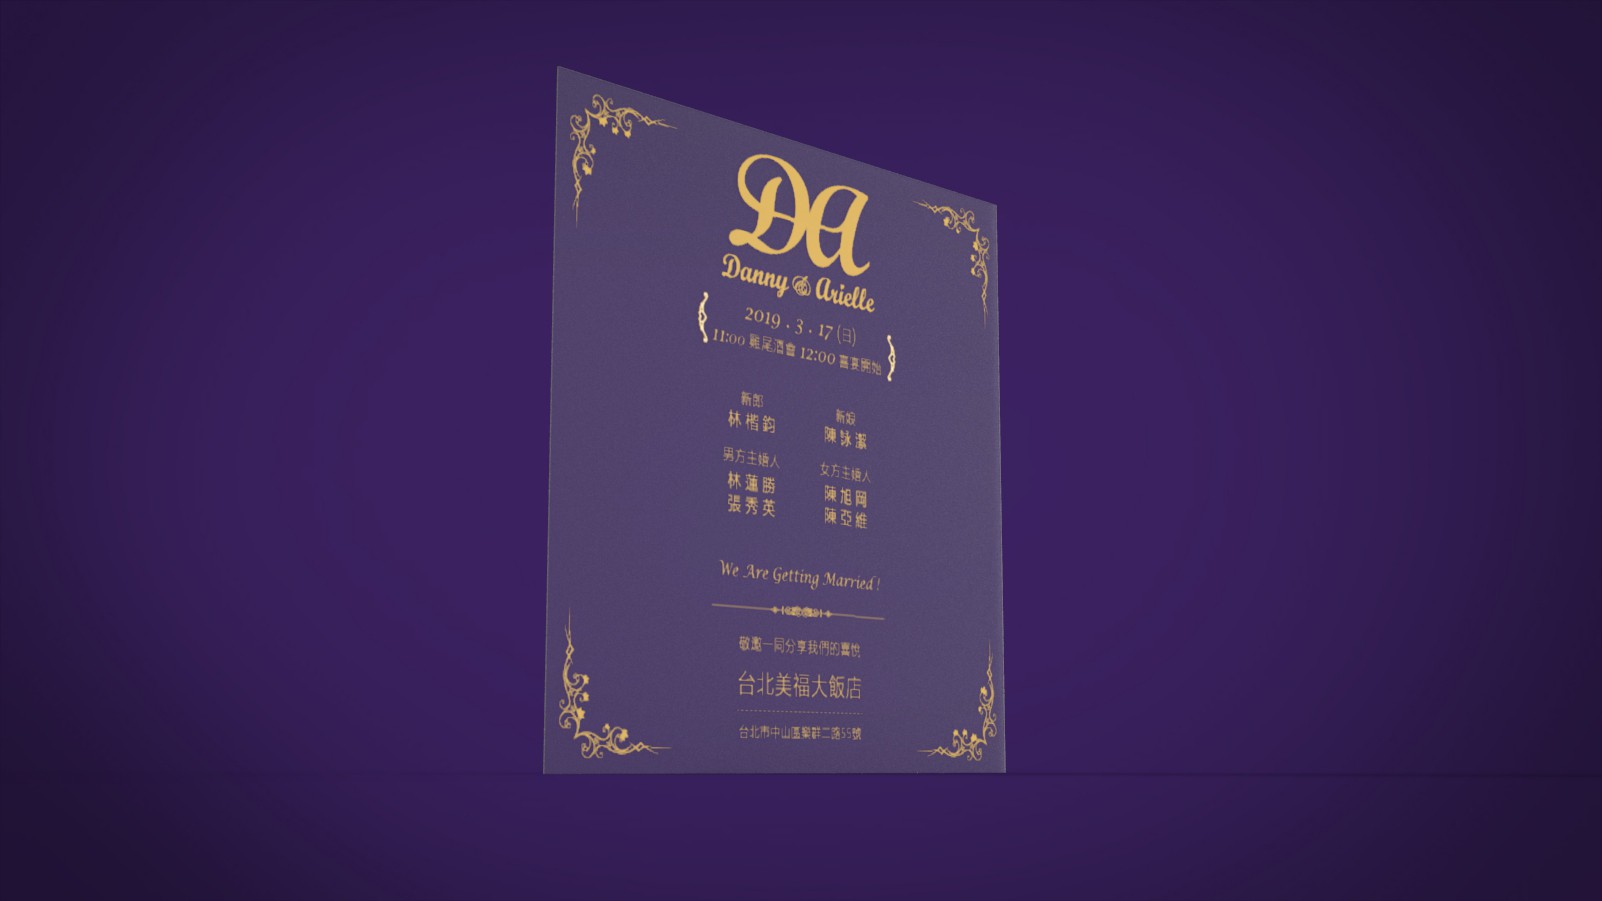 DA
Danny & Arielle
2019 . 3 . 17 (日)
11:00 雞尾酒會 12:00 喜宴開始
新郎
林楷鈞
新娘
陳詠潔
男方主婚人
林蓮勝
張秀英
女方主婚人
陳旭岡
陳亞維
We Are Getting Married !
敬邀一同分享我們的喜悅
台北美福大飯店
台北市中山區樂群二路55號